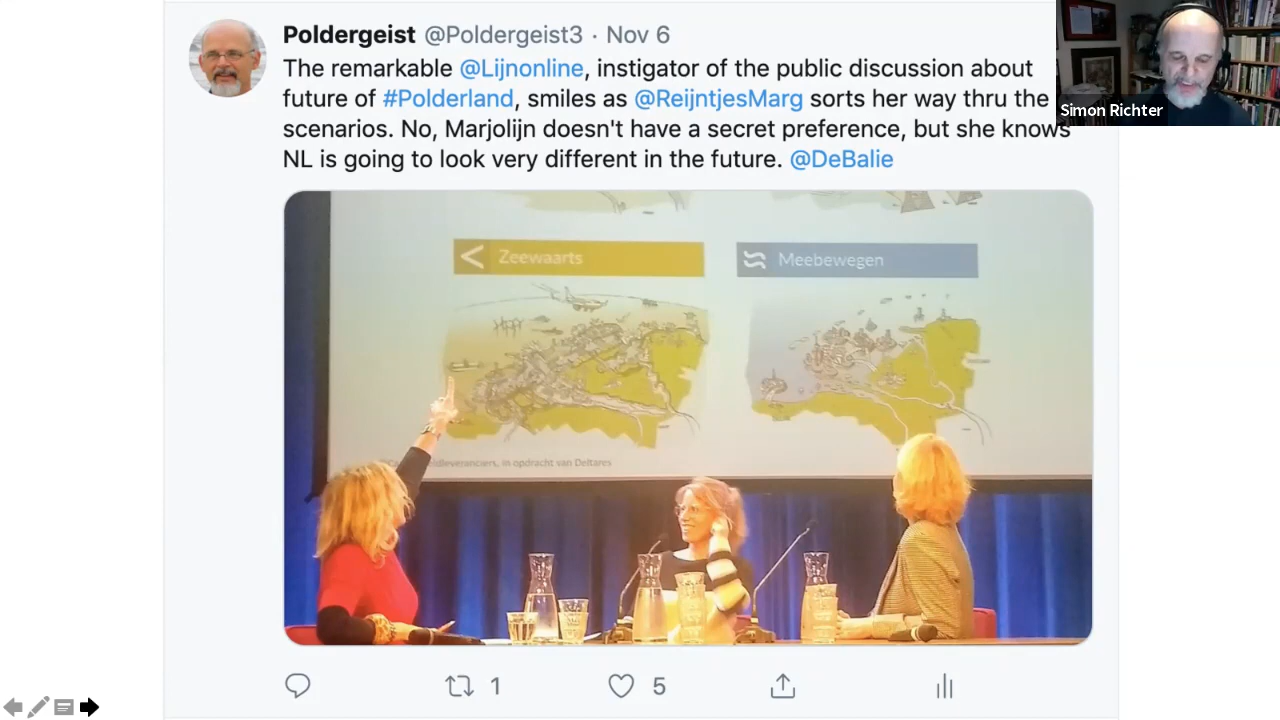 Poldergeist @Poldergeist3 · Nov 6
The remarkable @Lijnonline, instigator of the public discussion about
future of #Polderland, smiles as @ReijntjesMarg sorts her way thru the
scenarios. No, Marjolijn doesn't have a secret preference, but she knows
NL is going to look very different in the future. @DeBalie
Simon Richter
< Zeewaarts
Meebewegen
in opdracht van Deltares
1
5